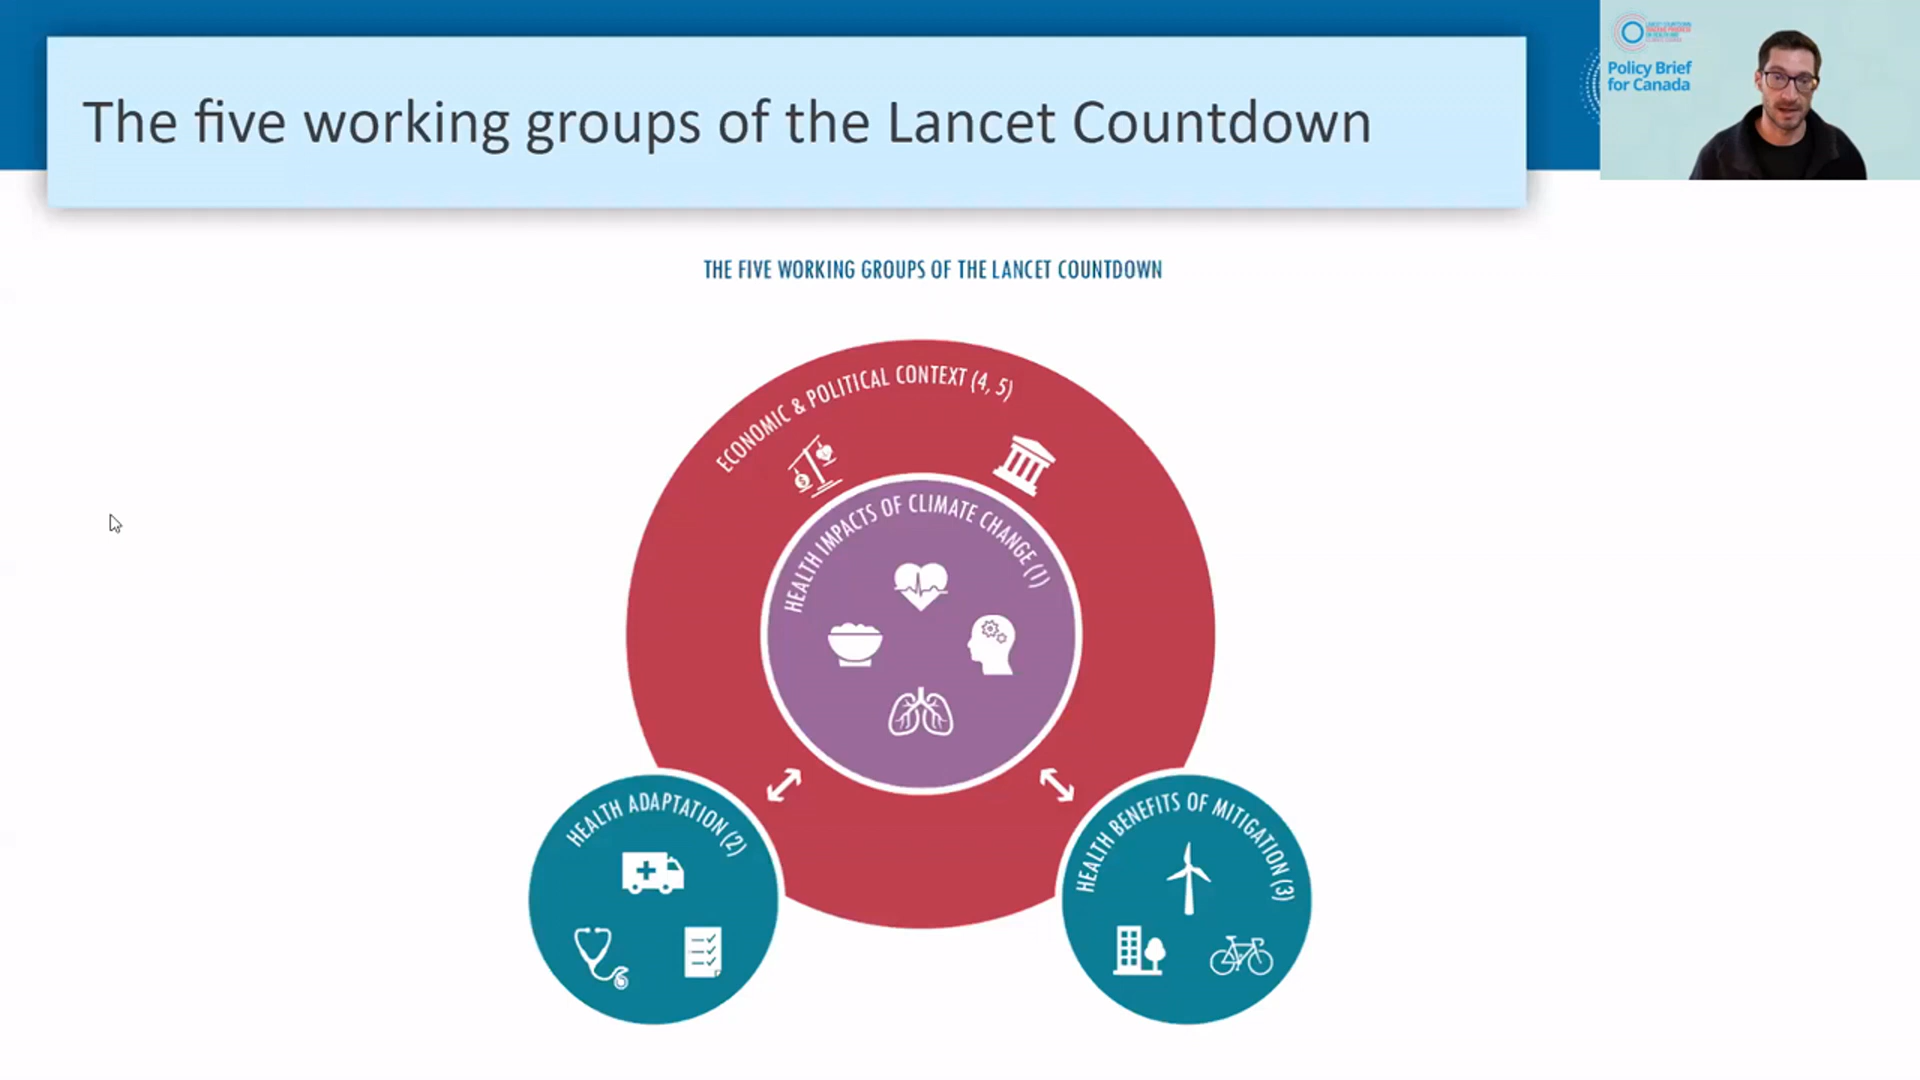 The five working groups of the Lancet Countdown
LANCET COUNTDOWN
Policy Brief
for Canada
THE FIVE WORKING GROUPS OF THE LANCET COUNTDOWN
ECONOMIC & POLITICAL CONTEXT (4, 5)
$
HEALTH IMPACTS OF CLIMATE CHANGE (1)
HEALTH ADAPTATION (2)
HEALTH BENEFITS OF MITIGATION (3)